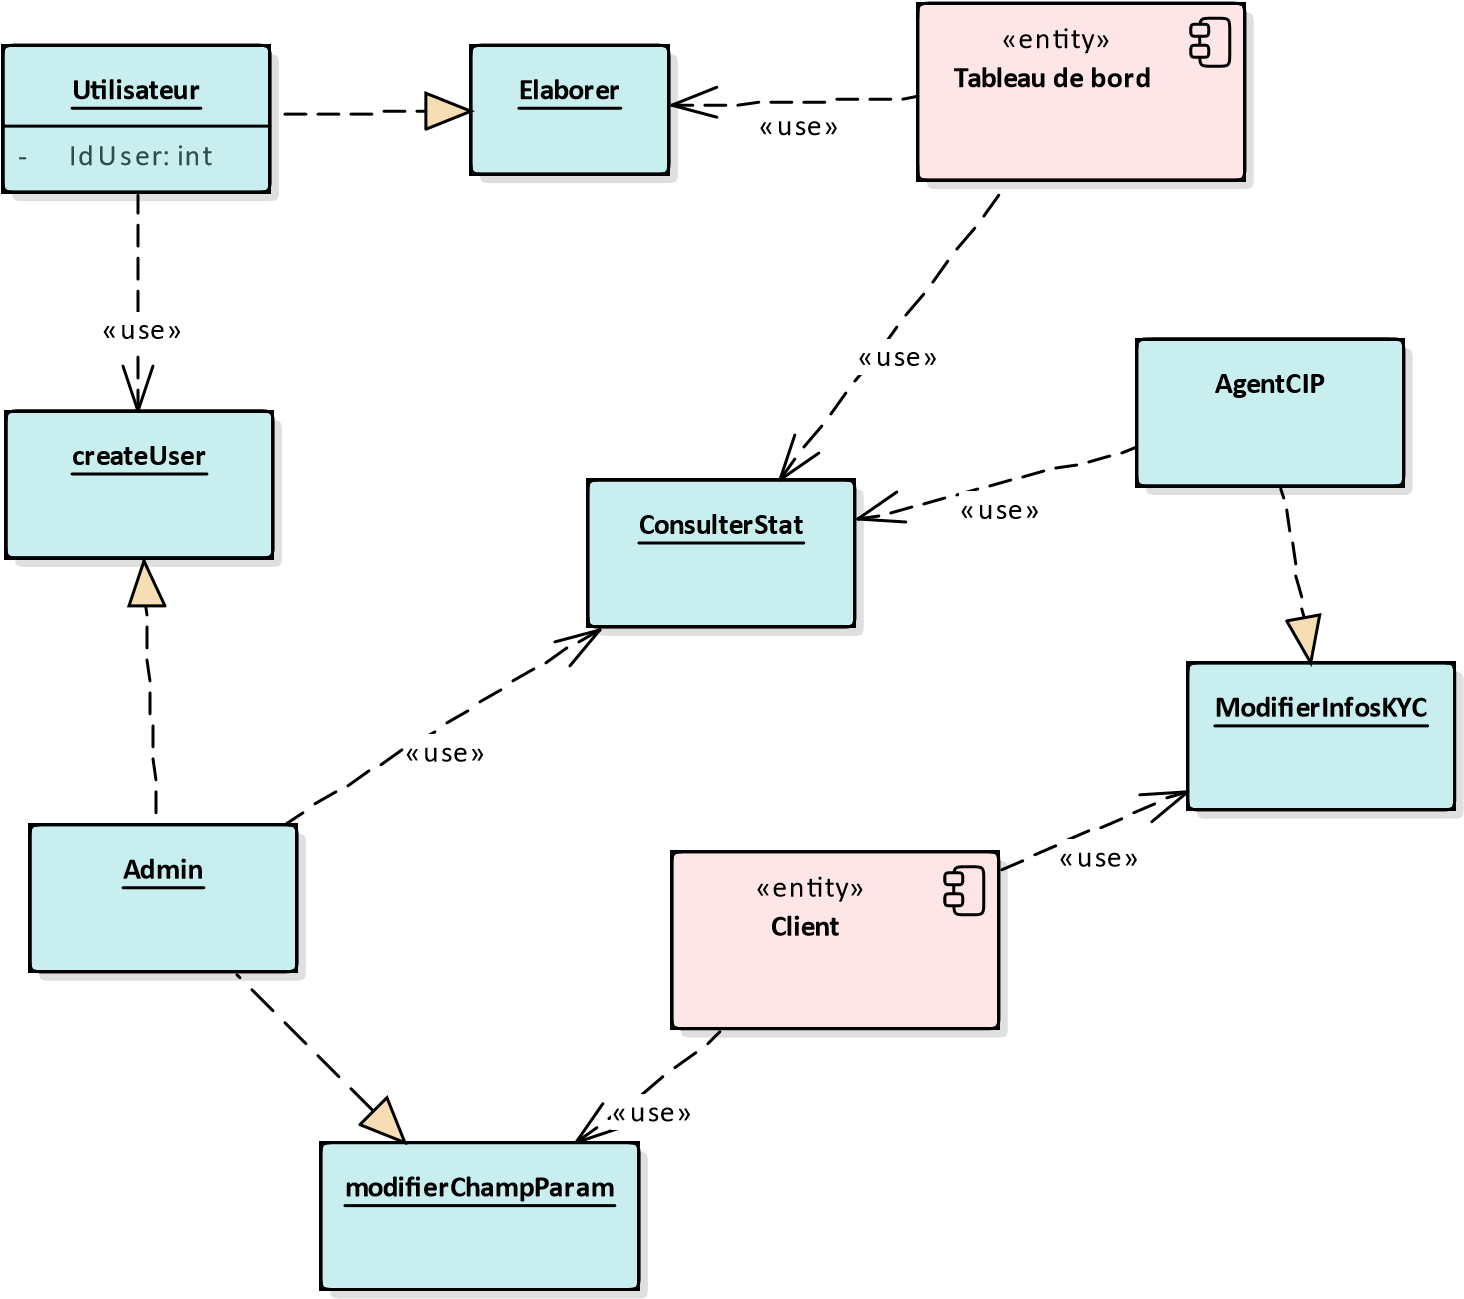 «entity»
Tableau de bord
Utilisateur
Elaborer
«use»
- IdUser: int
«use»
«use»
AgentCIP
createUser
ConsulterStat
«use»
ModifierInfosKYC
«use»
«use»
Admin
«entity»
Client
«use»
modifierChampParam